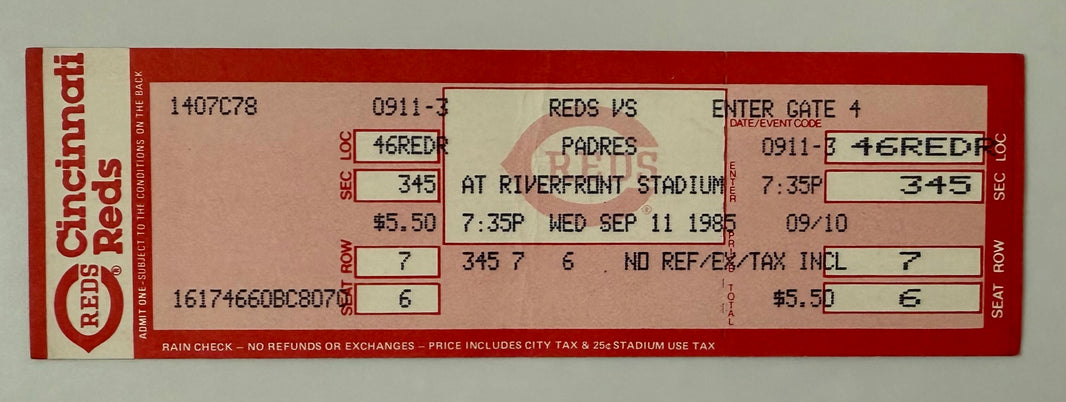 Cincinnati
Reds
REDS ®
ADMIT ONE-SUBJECT TO THE CONDITIONS ON THE BACK
1407C78 0911-3 REDS VS ENTER GATE 4
DATE/EVENT CODE
LOC 46REDR PADRES 0911-3 46REDR LOC
REDS ®
SEC 345 AT RIVERFRONT STADIUM ENTER 7:35P 345 SEC
$5.50 7:35P WED SEP 11 1985 09/10
ROW 7 345 7 6 NO REF/EX/TAX INCL 7 ROW
16174660BC8070 SEAT 6 PRICE TOTAL $5.50 6 SEAT
RAIN CHECK – NO REFUNDS OR EXCHANGES – PRICE INCLUDES CITY TAX & 25¢ STADIUM USE TAX